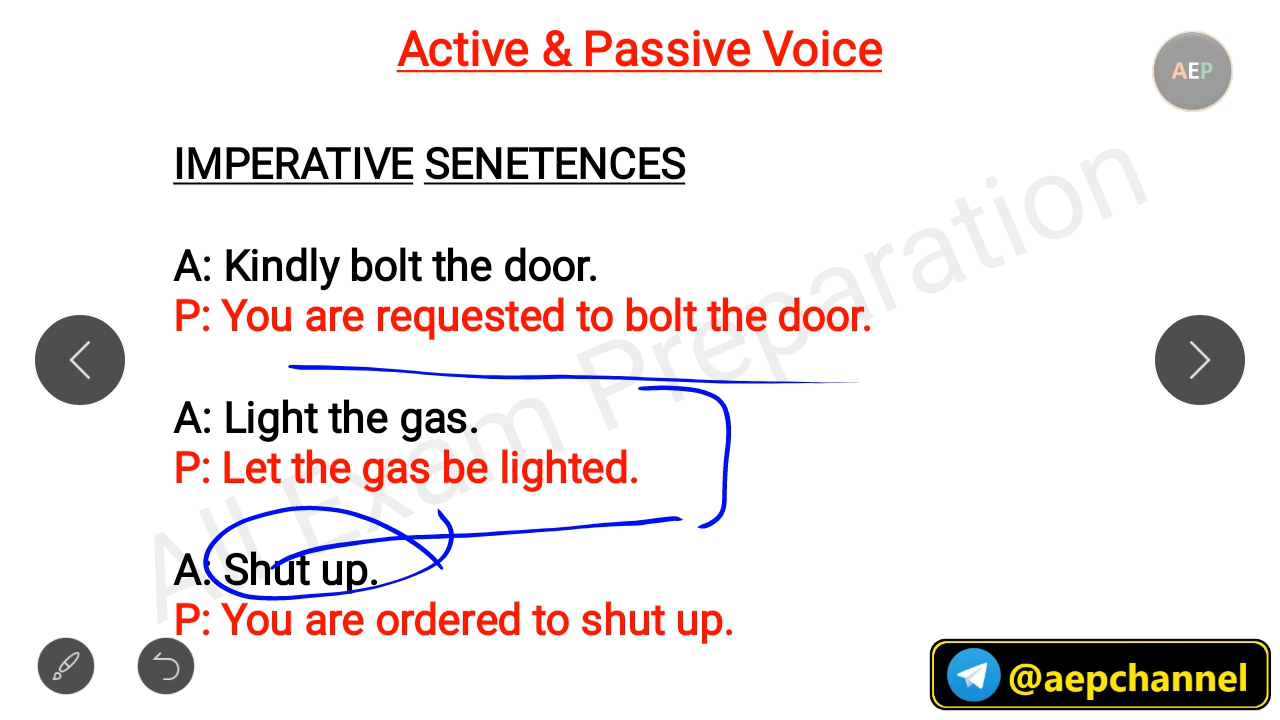 Active & Passive Voice
AEP
IMPERATIVE SENETENCES
A: Kindly bolt the door.
P: You are requested to bolt the door.
A: Light the gas.
P: Let the gas be lighted.
A: Shut up.
P: You are ordered to shut up.
All Exam Preparation
@aepchannel